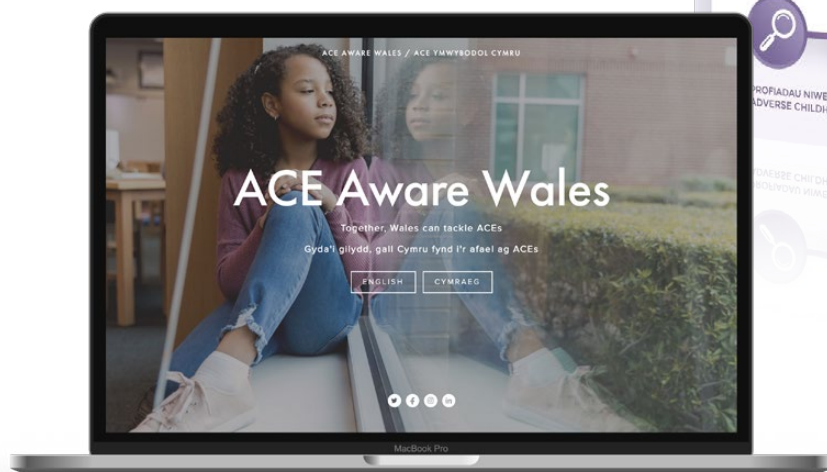 ACE AWARE WALES / ACE YMWYBODOL CYMRU
ACE Aware Wales
Together, Wales can tackle ACEs
Gyda'i gilydd, gall Cymru fynd i'r afael ag ACEs
ENGLISH
CYMRAEG
MacBook Pro
PROFIADAU NIWE
ADVERSE CHILDH